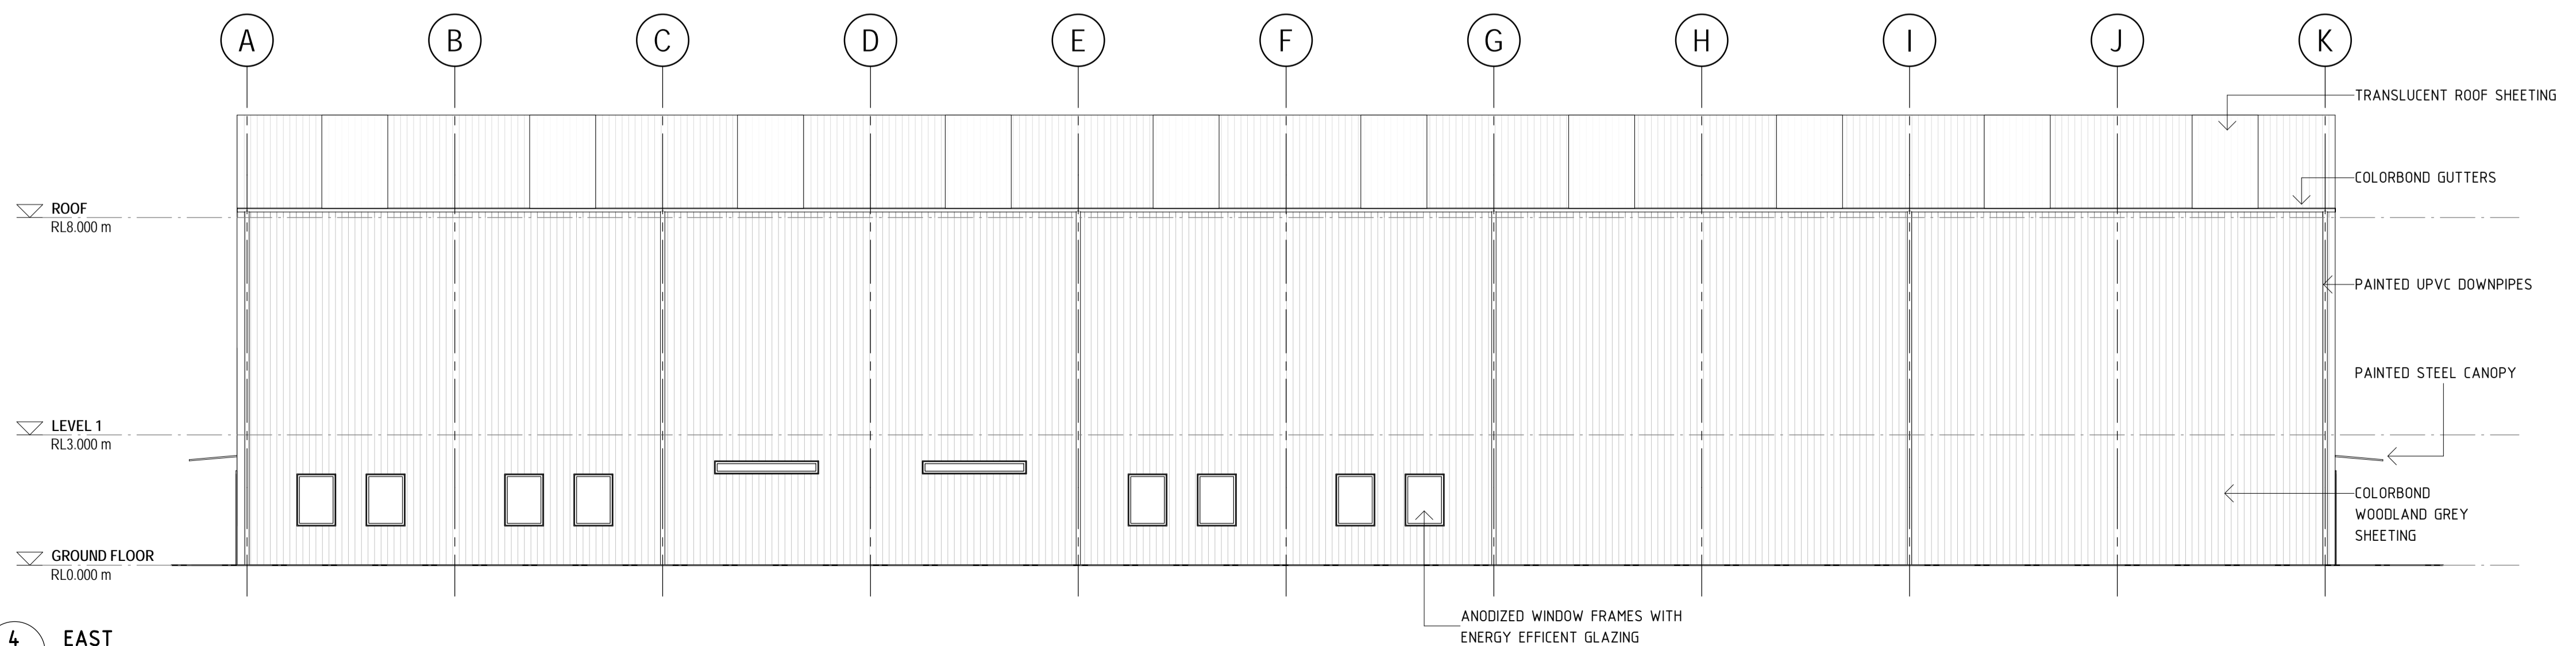 A
B
C
D
E
F
G
H
I
J
K
TRANSLUCENT ROOF SHEETING
COLORBOND GUTTERS
ROOF
RL8.000 m
PAINTED UPVC DOWNPIPES
PAINTED STEEL CANOPY
LEVEL 1
RL3.000 m
COLORBOND
WOODLAND GREY
SHEETING
GROUND FLOOR
RL0.000 m
ANODIZED WINDOW FRAMES WITH
ENERGY EFFICENT GLAZING
4
EAST